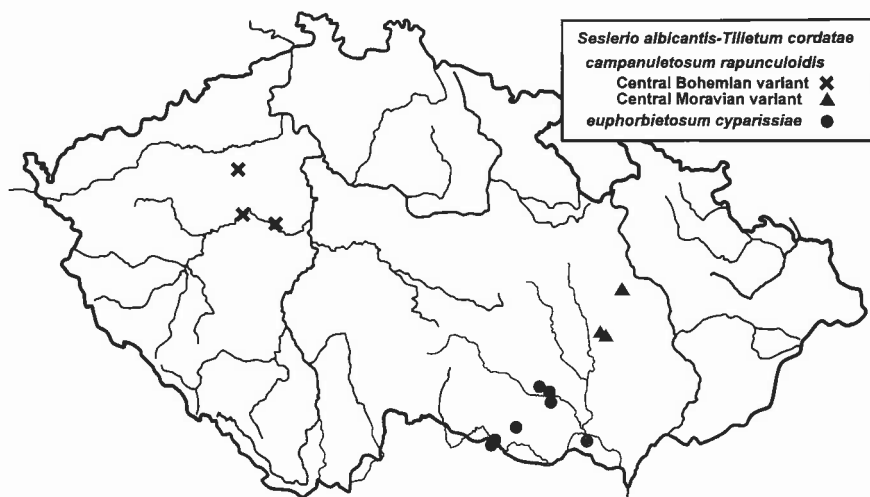 Seslerio albicantis-Tilietum cordatae
campanuletosum rapunculoidis
Central Bohemian variant
Central Moravian variant
euphorbietosum cyparissiae